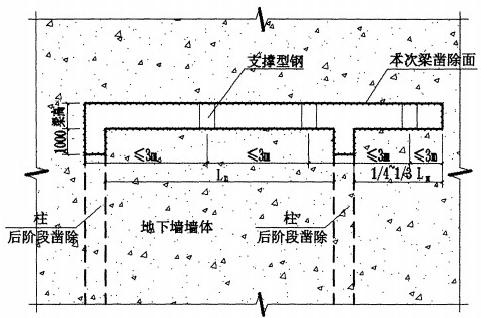 支撑型钢
本次梁凿除面
梁高
1000
≤3m
≤3m
≤3m
≤3m
Ln
1/4~1/3 Ln
柱
后阶段凿除
地下墙墙体
柱
后阶段凿除